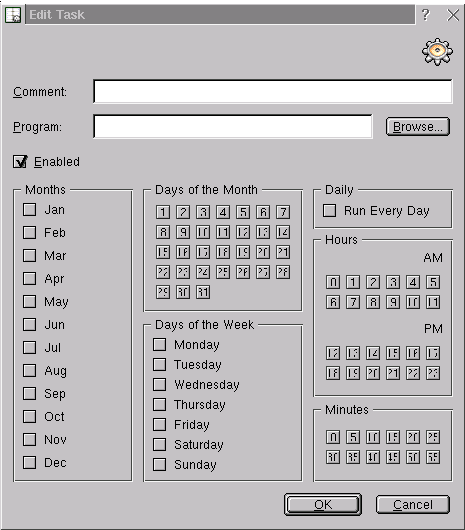 Edit Task
Comment:
Program:
Browse...
Enabled
Months
Jan
Feb
Mar
Apr
May
Jun
Jul
Aug
Sep
Oct
Nov
Dec
Days of the Month
1 2 3 4 5 6 7
8 9 10 11 12 13 14
15 16 17 18 19 20 21
22 23 24 25 26 27 28
29 30 31
Days of the Week
Monday
Tuesday
Wednesday
Thursday
Friday
Saturday
Sunday
Daily
Run Every Day
Hours
AM
0 1 2 3 4 5
6 7 8 9 10 11
PM
12 13 14 15 16 17
18 19 20 21 22 23
Minutes
0 5 10 15 20 25
30 35 40 45 50 55
OK
Cancel